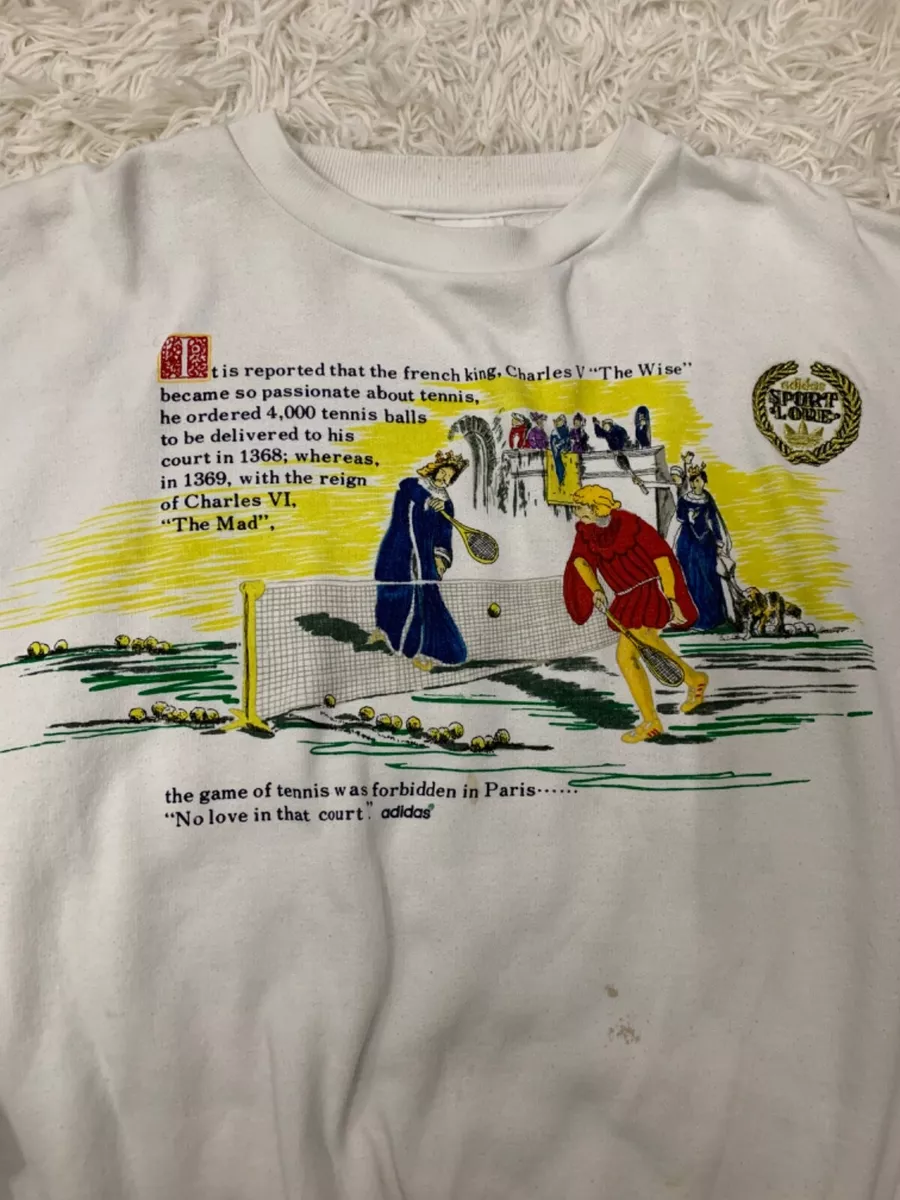 It is reported that the french king, Charles V "The Wise"
became so passionate about tennis,
he ordered 4,000 tennis balls
to be delivered to his
court in 1368; whereas,
in 1369, with the reign
of Charles VI,
"The Mad",
adidas
SPORT
LORE
the game of tennis was forbidden in Paris......
"No love in that court". adidas